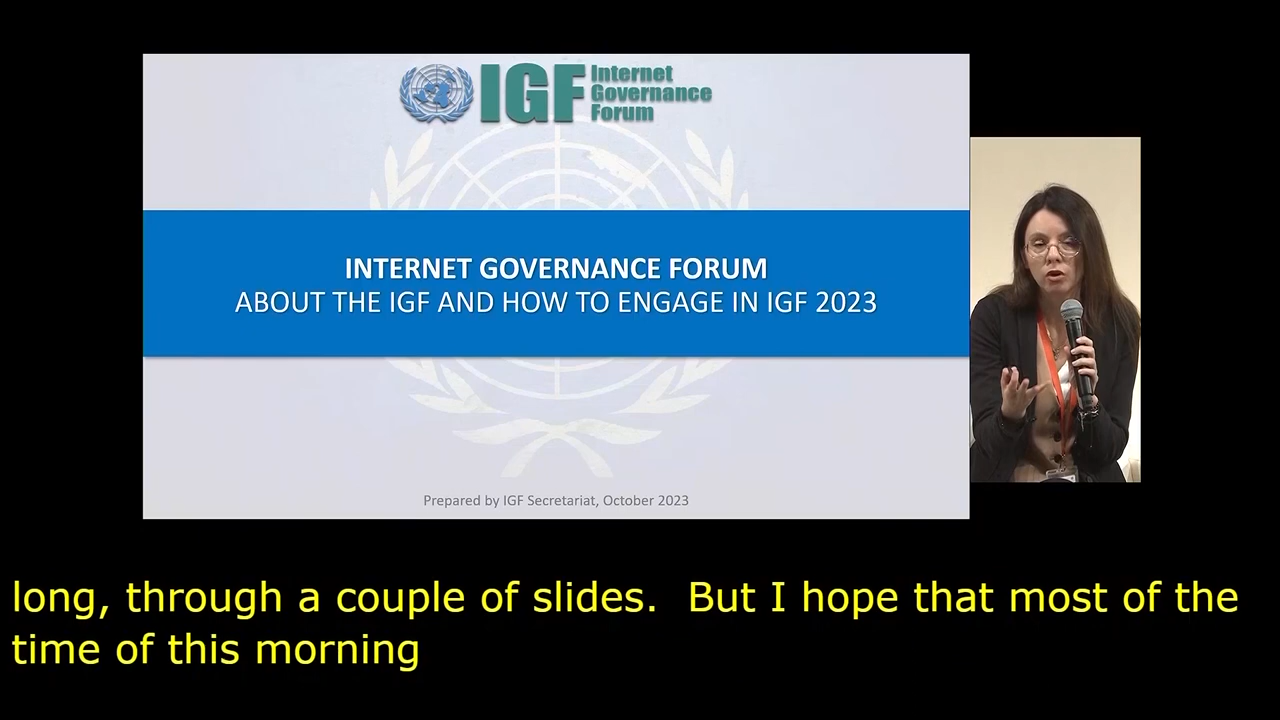 IGF Internet
Governance
Forum
INTERNET GOVERNANCE FORUM
ABOUT THE IGF AND HOW TO ENGAGE IN IGF 2023
Prepared by IGF Secretariat, October 2023
long, through a couple of slides.  But I hope that most of the
time of this morning